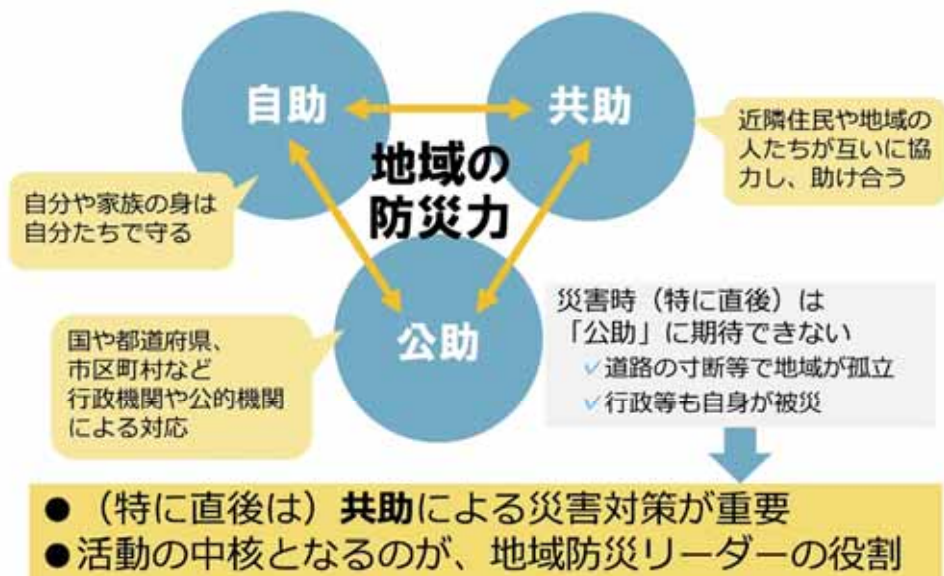 自助
共助
地域の
防災力
近隣住民や地域の
人たちが互いに協
力し、助け合う
自分や家族の身は
自分たちで守る
公助
国や都道府県、
市区町村など
行政機関や公的機関
による対応
災害時（特に直後）は
「公助」に期待できない
✓道路の寸断等で地域が孤立
✓行政等も自身が被災
●（特に直後は）共助による災害対策が重要
●活動の中核となるのが、地域防災リーダーの役割